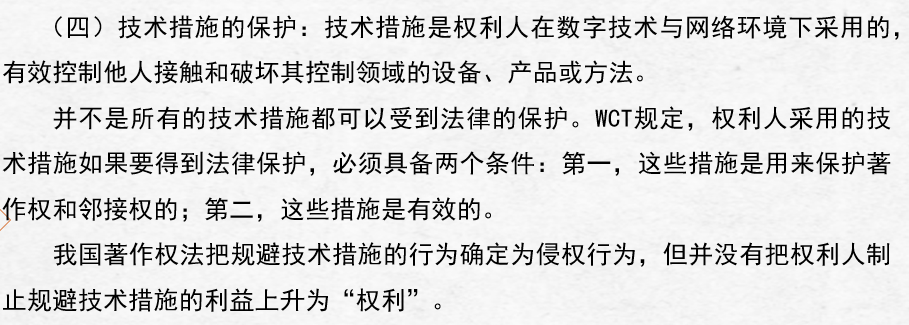 （四）技术措施的保护：技术措施是权利人在数字技术与网络环境下采用的，
有效控制他人接触和破坏其控制领域的设备、产品或方法。
并不是所有的技术措施都可以受到法律的保护。WCT规定，权利人采用的技
术措施如果要得到法律保护，必须具备两个条件：第一，这些措施是用来保护著
作权和邻接权的；第二，这些措施是有效的。
我国著作权法把规避技术措施的行为确定为侵权行为，但并没有把权利人制
止规避技术措施的利益上升为“权利”。